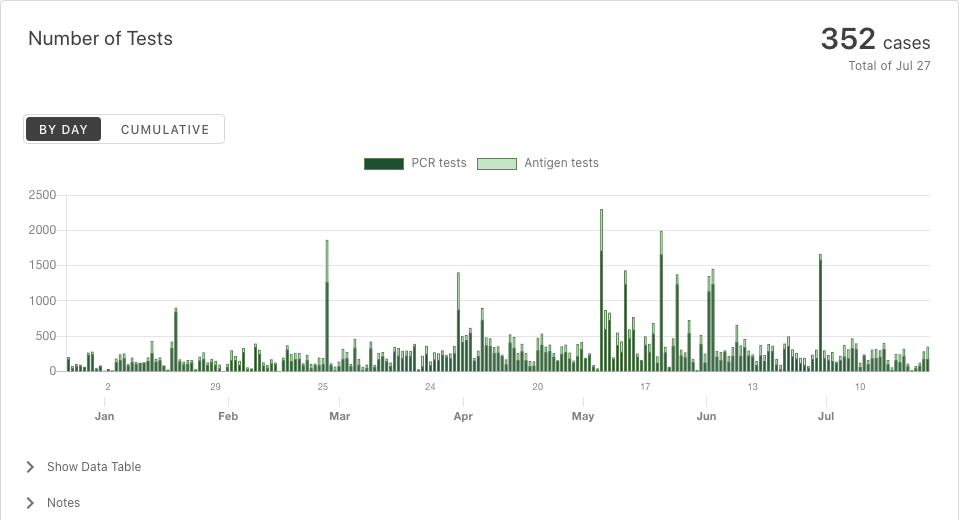 Number of Tests
352 cases
Total of Jul 27
BY DAY CUMULATIVE
PCR tests Antigen tests
2500
2000
1500
1000
500
0
2 29 25 24 20 17 13 10
Jan Feb Mar Apr May Jun Jul
Show Data Table
Notes